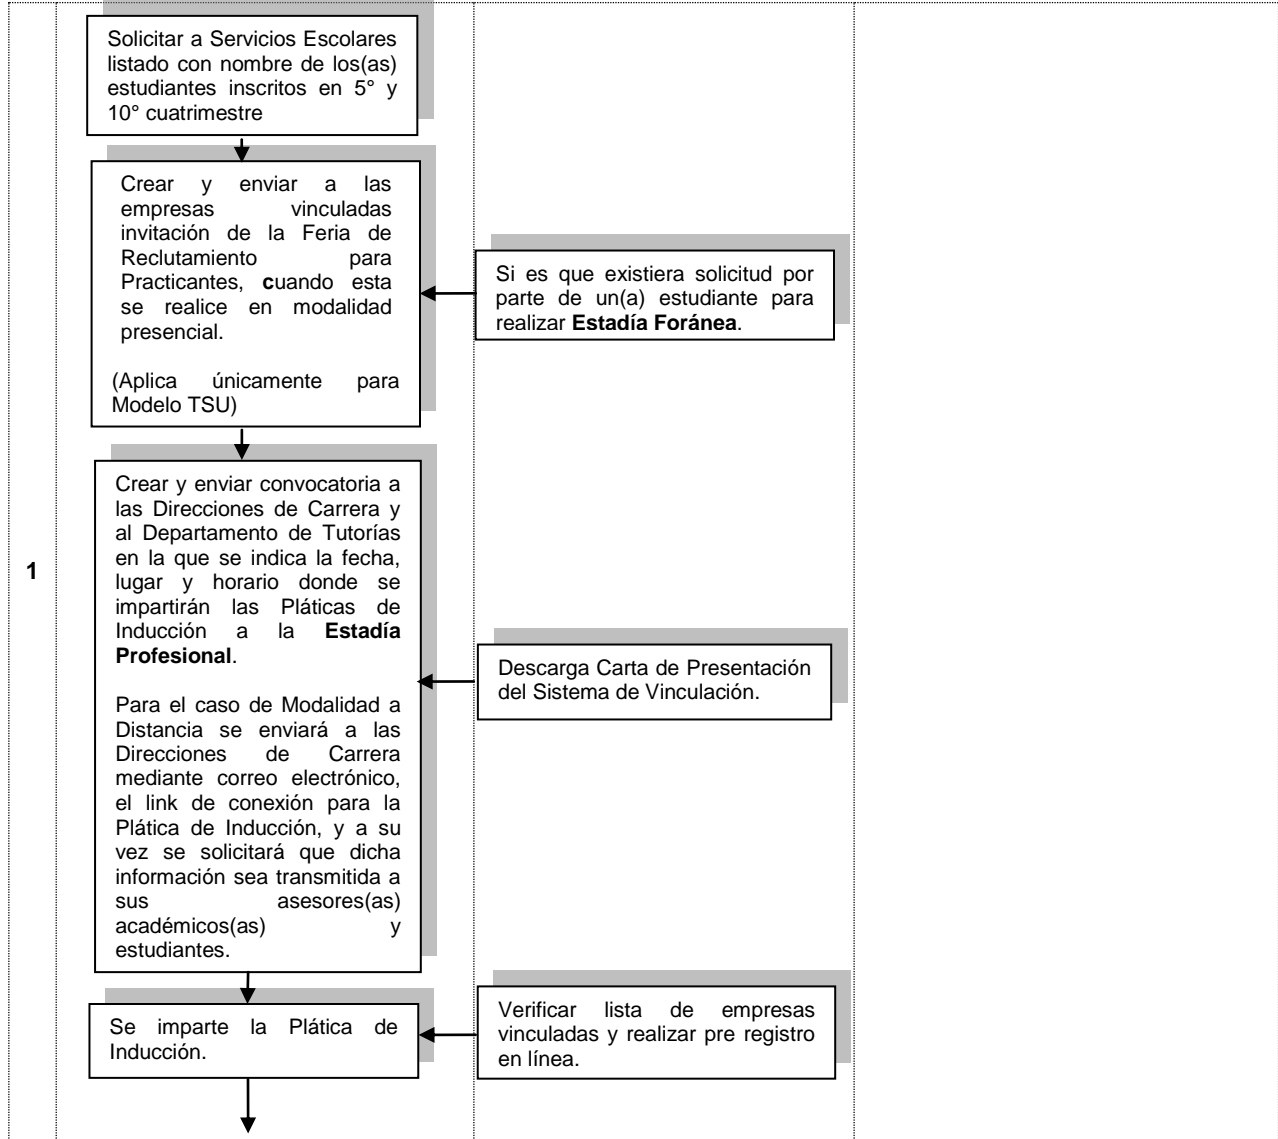 Solicitar a Servicios Escolares
listado con nombre de los(as)
estudiantes inscritos en 5° y
10° cuatrimestre
Crear y enviar a las
empresas vinculadas
invitación de la Feria de
Reclutamiento para
Practicantes, cuando esta
se realice en modalidad
presencial.
(Aplica únicamente para
Modelo TSU)
Si es que existiera solicitud por
parte de un(a) estudiante para
realizar Estadía Foránea.
1
Crear y enviar convocatoria a
las Direcciones de Carrera y
al Departamento de Tutorías
en la que se indica la fecha,
lugar y horario donde se
impartirán las Pláticas de
Inducción a la Estadía
Profesional.
Para el caso de Modalidad a
Distancia se enviará a las
Direcciones de Carrera
mediante correo electrónico,
el link de conexión para la
Plática de Inducción, y a su
vez se solicitará que dicha
información sea transmitida a
sus asesores(as)
académicos(as) y
estudiantes.
Descarga Carta de Presentación
del Sistema de Vinculación.
Se imparte la Plática de
Inducción.
Verificar lista de empresas
vinculadas y realizar pre registro
en línea.